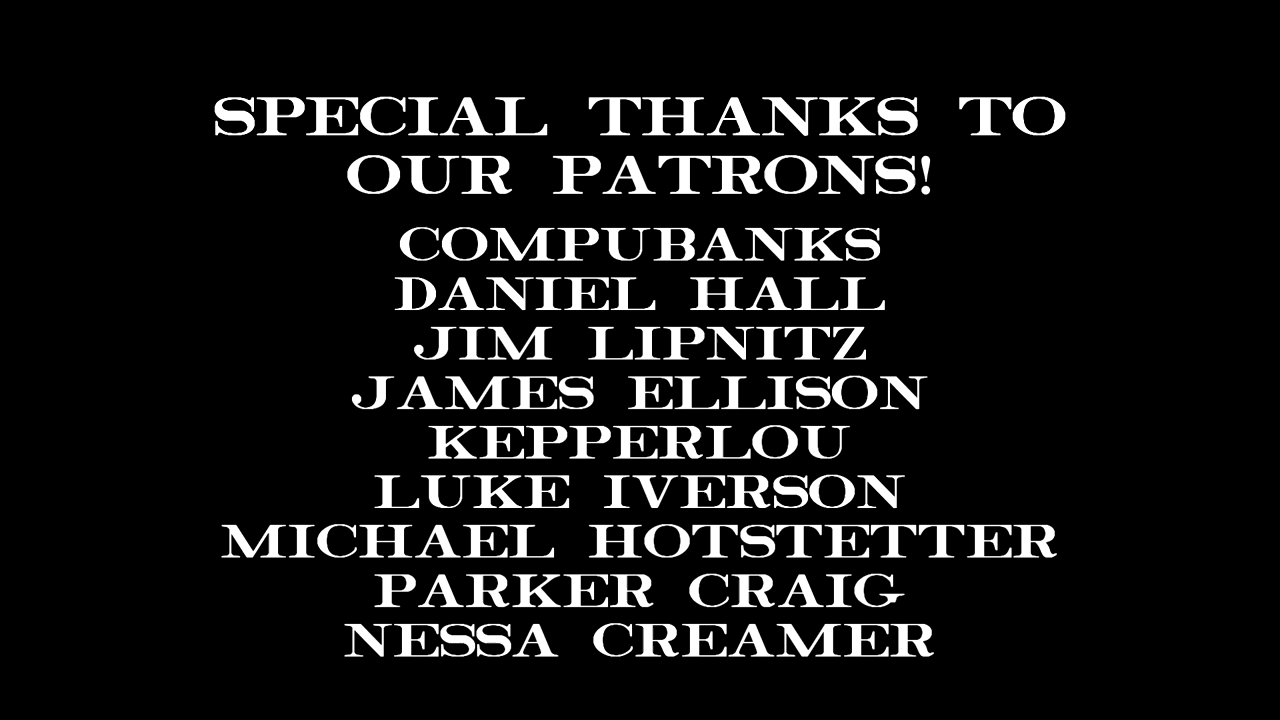 SPECIAL THANKS TO
OUR PATRONS!
COMPUBANKS
DANIEL HALL
JIM LIPNITZ
JAMES ELLISON
KEPPERLOU
LUKE IVERSON
MICHAEL HOTSTETTER
PARKER CRAIG
NESSA CREAMER